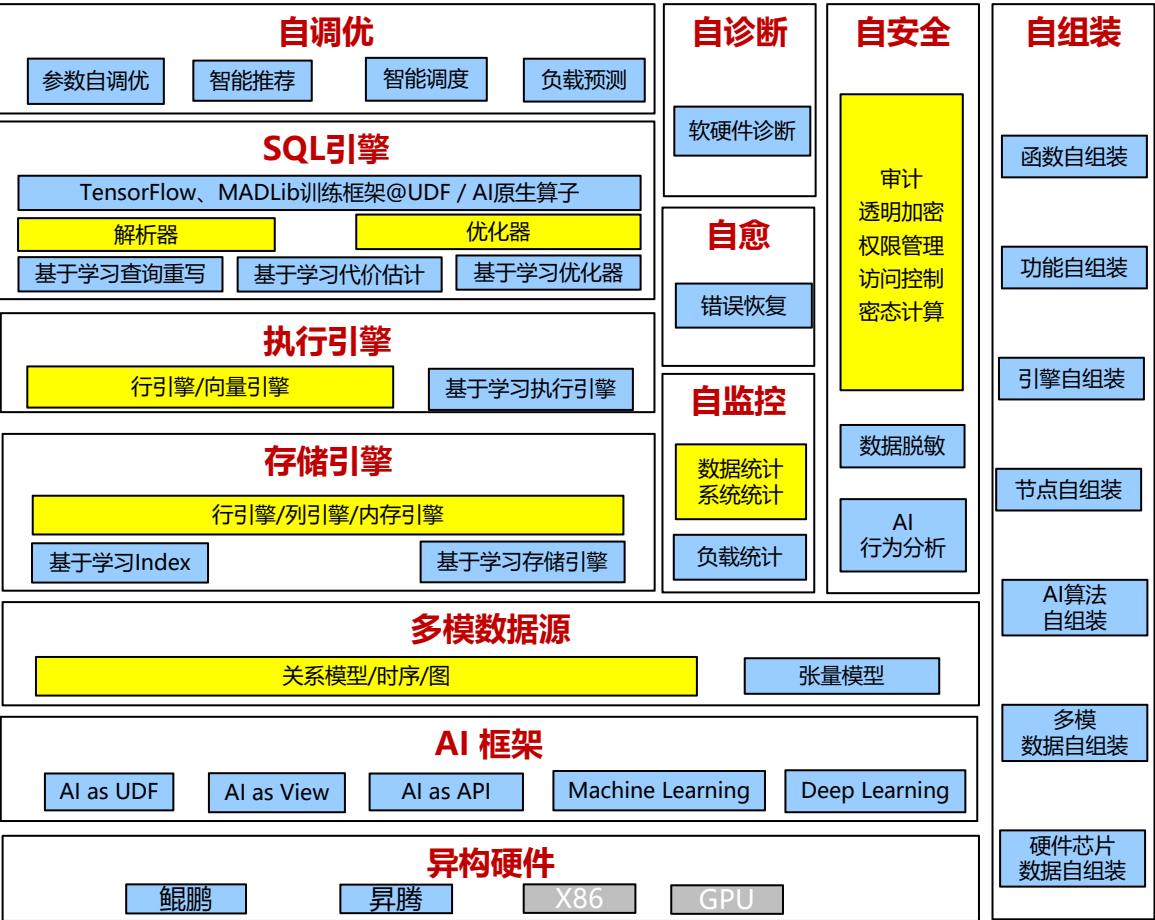 自调优
参数自调优
智能推荐
智能调度
负载预测
SQL引擎
TensorFlow、MADLib训练框架@UDF / AI原生算子
解析器
优化器
基于学习查询重写
基于学习代价估计
基于学习优化器
执行引擎
行引擎/向量引擎
基于学习执行引擎
存储引擎
行引擎/列引擎/内存引擎
基于学习Index
基于学习存储引擎
自诊断
软硬件诊断
自愈
错误恢复
自监控
数据统计
系统统计
负载统计
自安全
审计
透明加密
权限管理
访问控制
密态计算
数据脱敏
AI
行为分析
多模数据源
关系模型/时序/图
张量模型
AI 框架
AI as UDF
AI as View
AI as API
Machine Learning
Deep Learning
异构硬件
鲲鹏
昇腾
X86
GPU
自组装
函数自组装
功能自组装
引擎自组装
节点自组装
AI算法
自组装
多模
数据自组装
硬件芯片
数据自组装